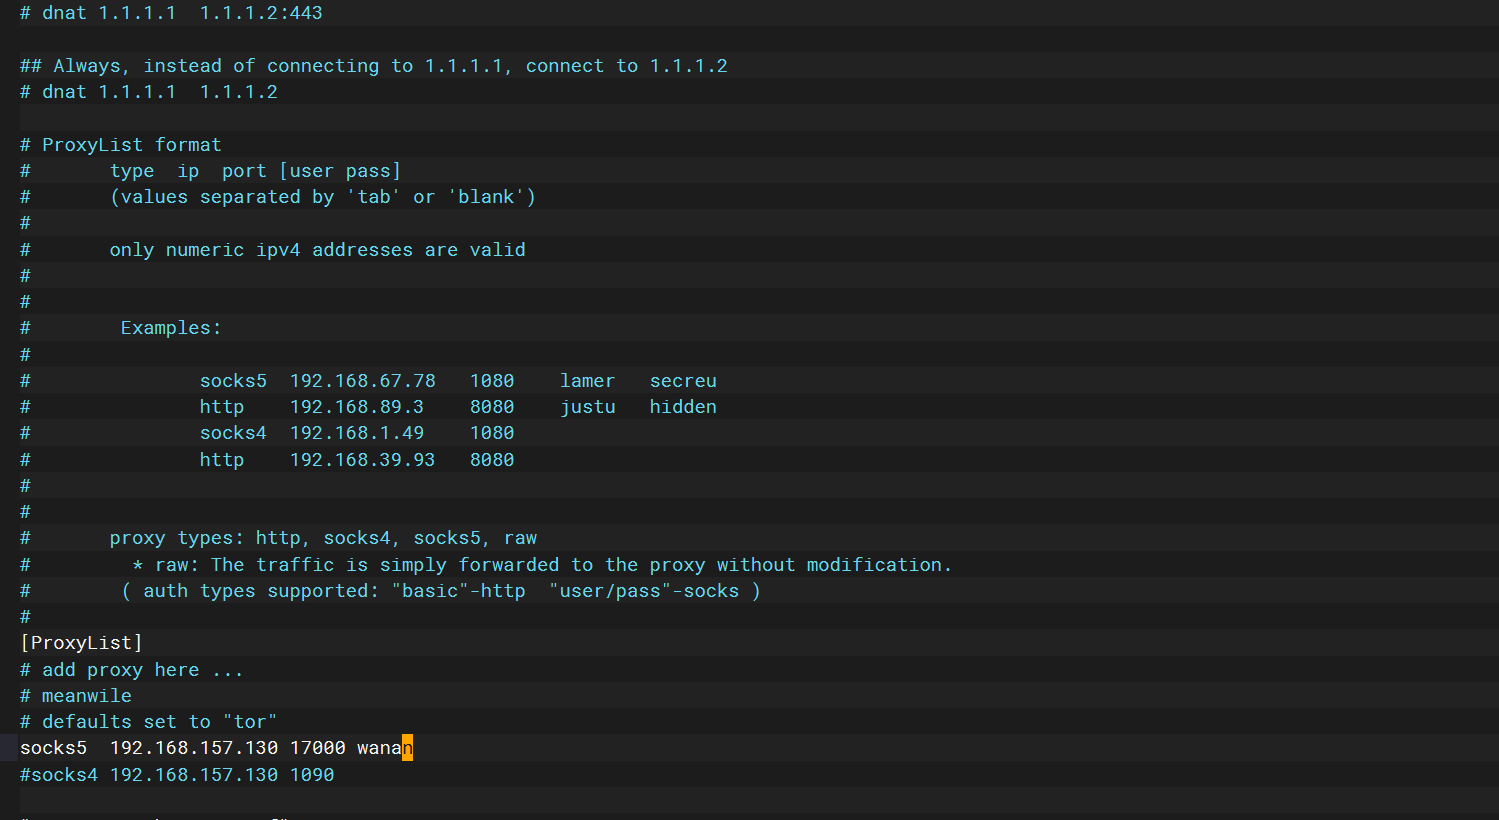 # dnat 1.1.1.1  1.1.1.2:443
## Always, instead of connecting to 1.1.1.1, connect to 1.1.1.2
# dnat 1.1.1.1  1.1.1.2
# ProxyList format
#       type  ip  port [user pass]
#       (values separated by 'tab' or 'blank')
#
#       only numeric ipv4 addresses are valid
#
#
#        Examples:
#
#               socks5  192.168.67.78   1080    lamer   secreu
#               http    192.168.89.3    8080    justu   hidden
#               socks4  192.168.1.49    1080
#               http    192.168.39.93   8080
#
#
#       proxy types: http, socks4, socks5, raw
#         * raw: The traffic is simply forwarded to the proxy without modification.
#        ( auth types supported: "basic"-http  "user/pass"-socks )
#
[ProxyList]
# add proxy here ...
# meanwile
# defaults set to "tor"
socks5  192.168.157.130 17000 wanan
#socks4 192.168.157.130 1090